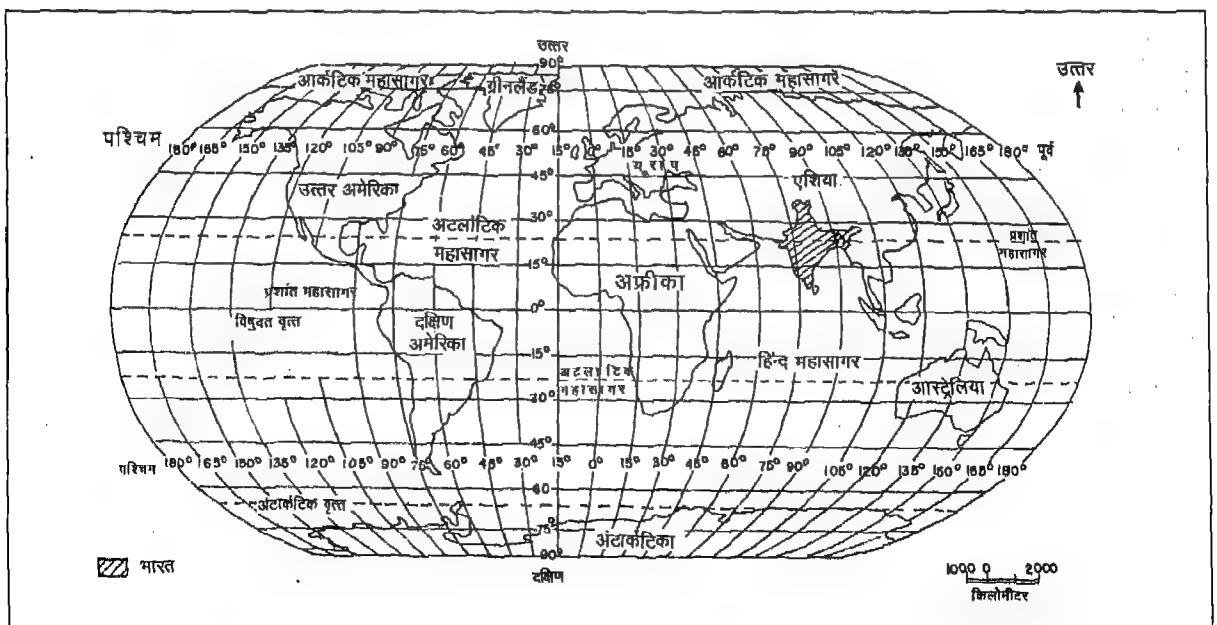 उत्तर
90°
आर्कटिक महासागर ग्रीनलैंड 75° आर्कटिक महासागर
उत्तर
60°
पश्चिम 180° 165° 150° 135° 120° 105° 90° 75° 60° 45° 30° 15° 0° 15° 30° 45° 60° 75° 90° 105° 120° 135° 150° 165° 180° पूर्व
यूरोप
एशिया
45°
उत्तर अमेरिका
30°
अटलांटिक
महासागर
प्रशांत
महासागर
15°
अफ्रीका
प्रशांत महासागर
0°
विषुवत वृत्त
दक्षिण
अमेरिका
15°
हिन्द महासागर
अटलांटिक
महासागर
आस्ट्रेलिया
30°
45°
पश्चिम 180° 165° 150° 135° 120° 105° 90° 75° 60° 45° 30° 15° 0° 15° 30° 45° 60° 75° 90° 105° 120° 135° 150° 165° 180°
60
अंटार्कटिक वृत्त
75°
अंटार्कटिका
90°
भारत
दक्षिण
1000 0 2000
किलोमीटर